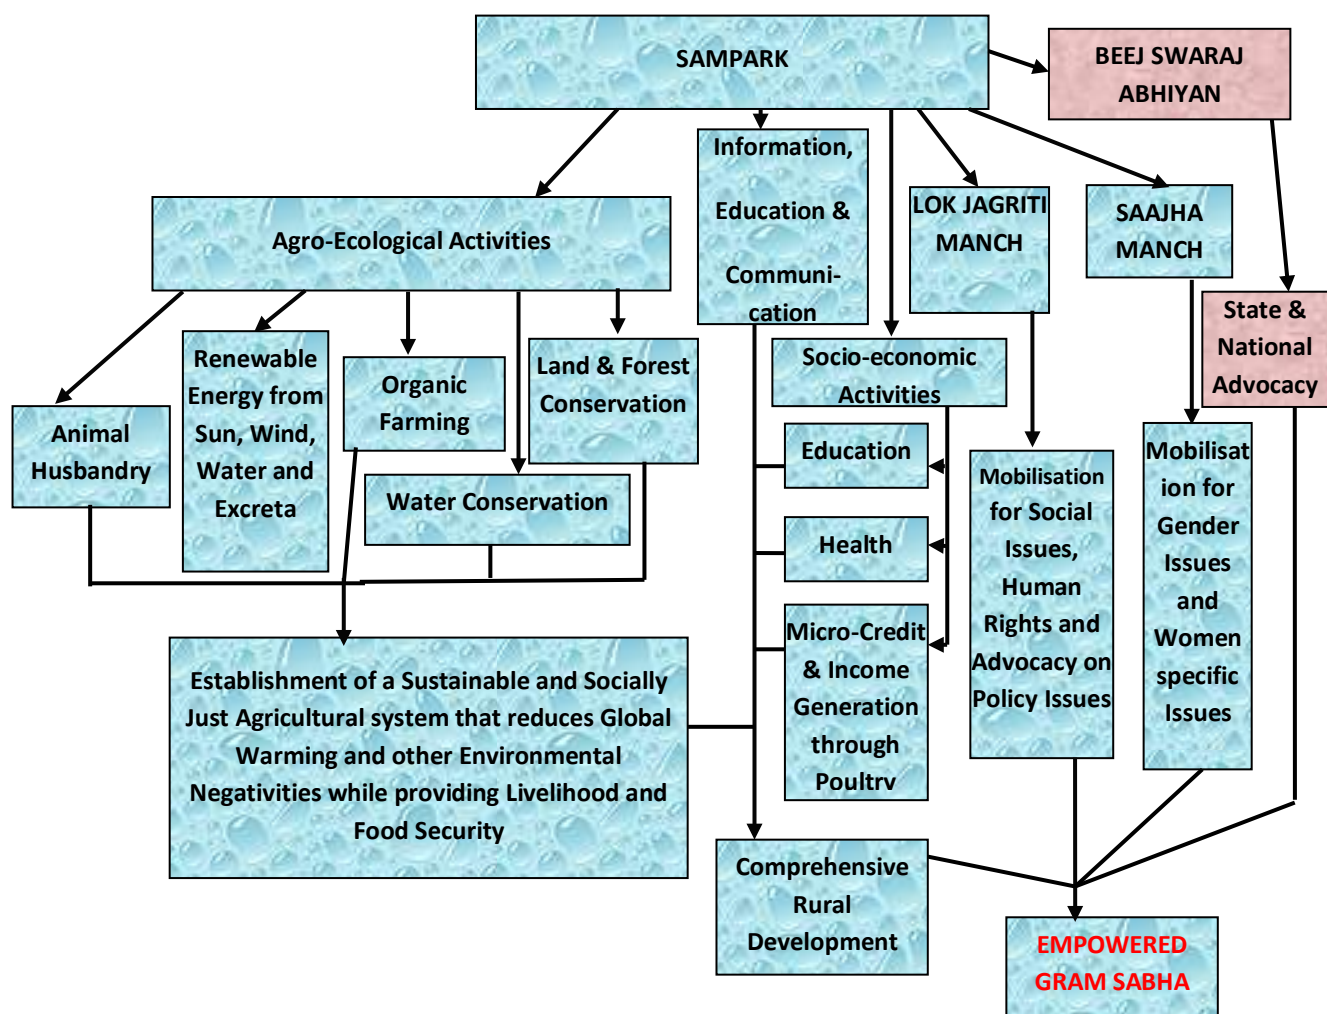 SAMPARK
BEEJ SWARAJ
ABHIYAN
Information,
Education &
Communi-
cation
LOK JAGRITI
MANCH
SAAJHA
MANCH
Agro-Ecological Activities
State &
National
Advocacy
Renewable
Energy from
Sun, Wind,
Water and
Excreta
Organic
Farming
Land & Forest
Conservation
Socio-economic
Activities
Animal
Husbandry
Water Conservation
Education
Health
Micro-Credit
& Income
Generation
through
Poultry
Mobilisation
for Social
Issues,
Human
Rights and
Advocacy on
Policy Issues
Mobilisat
ion for
Gender
Issues
and
Women
specific
Issues
Establishment of a Sustainable and Socially
Just Agricultural system that reduces Global
Warming and other Environmental
Negativities while providing Livelihood and
Food Security
Comprehensive
Rural
Development
EMPOWERED
GRAM SABHA